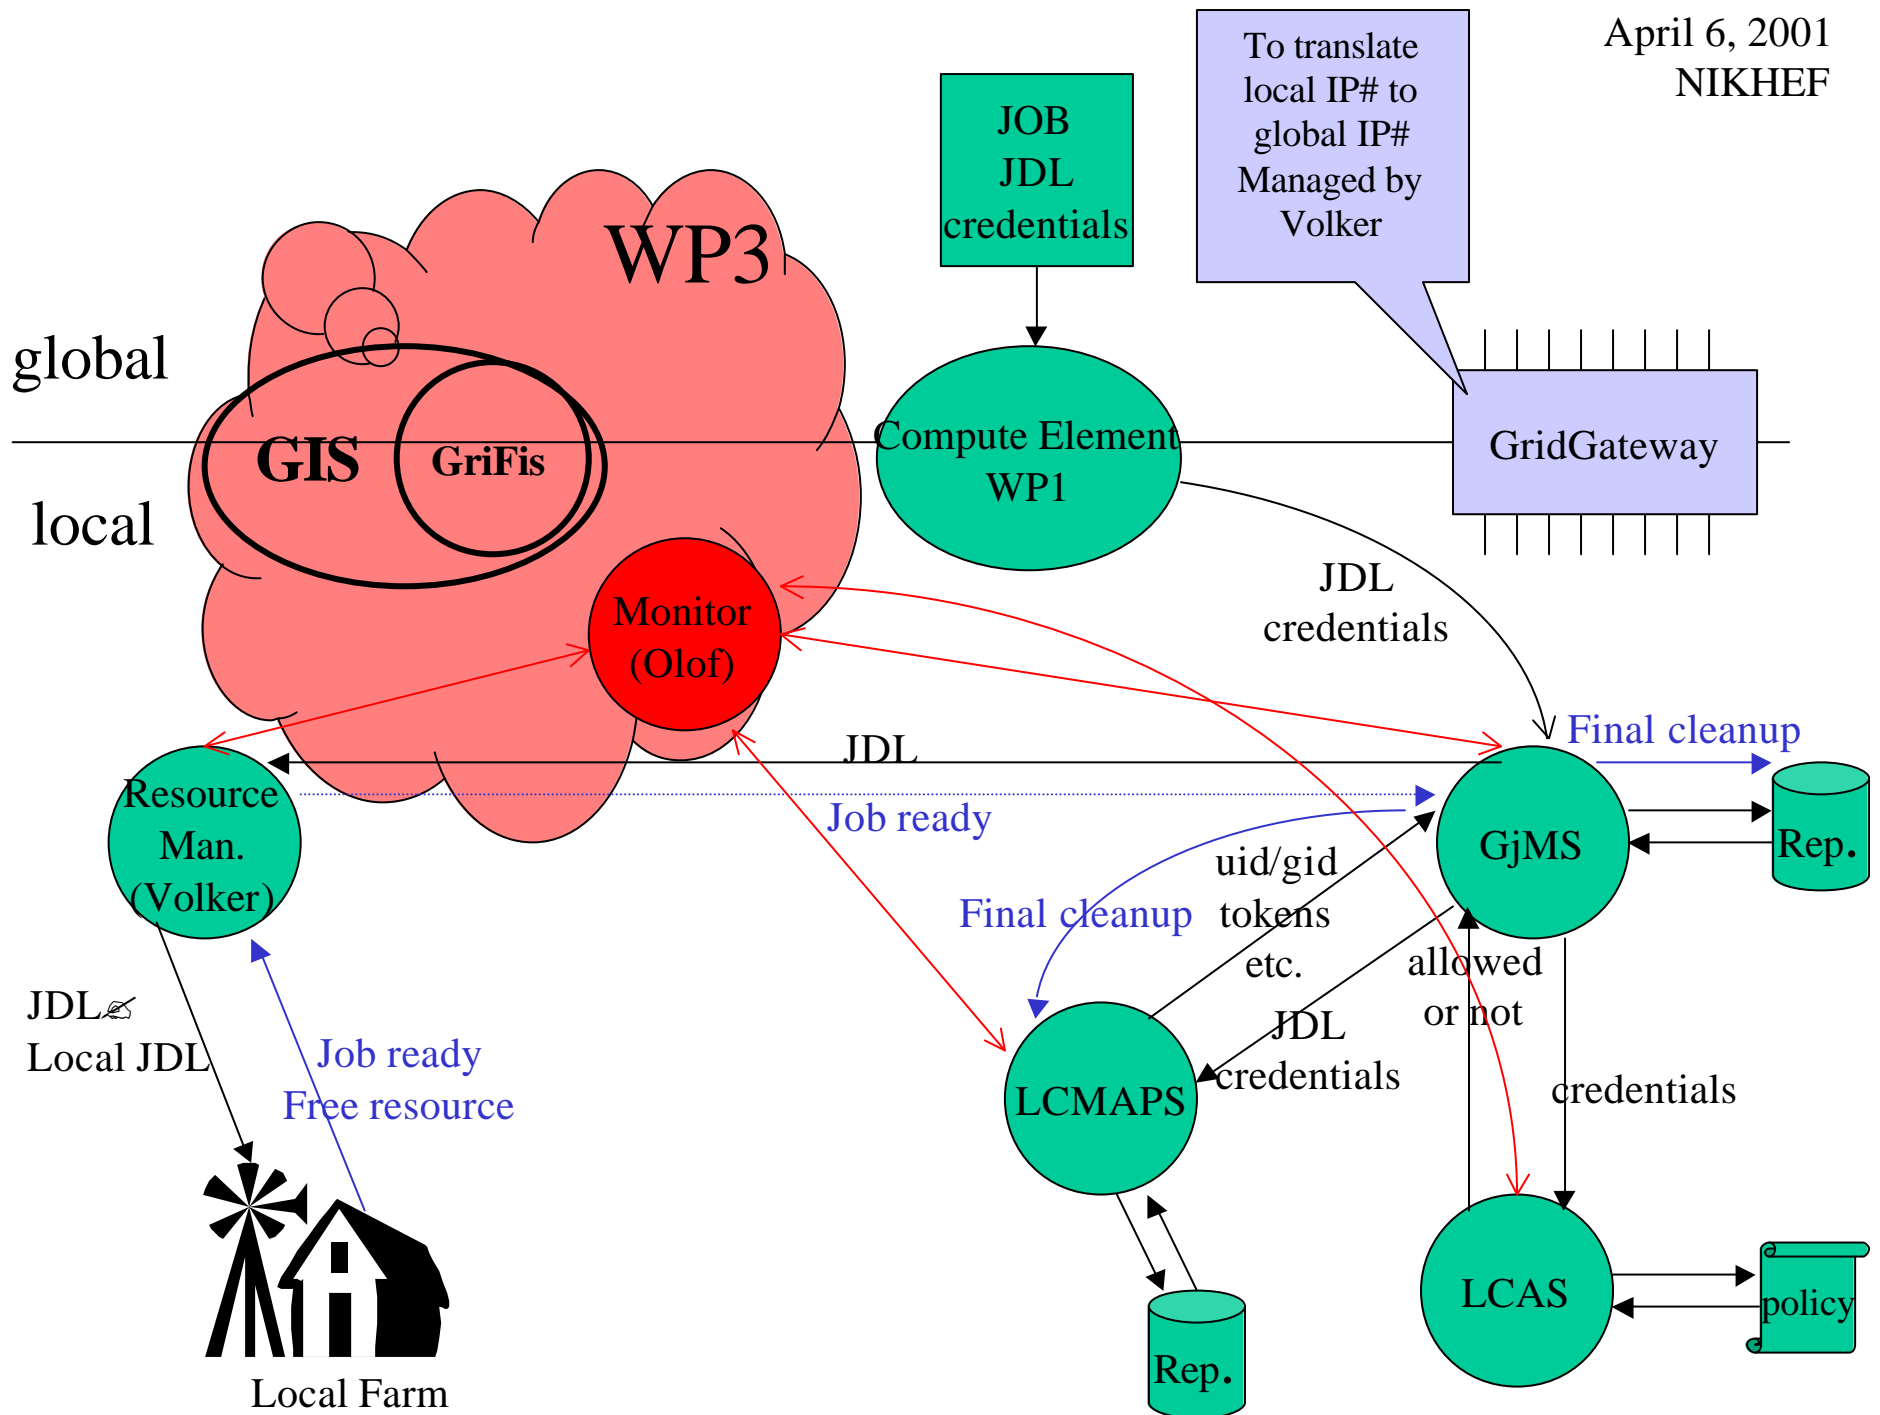 April 6, 2001
NIKHEF
To translate
local IP# to
global IP#
Managed by
Volker
JOB
JDL
credentials
WP3
global
local
GIS
GriFis
Compute Element
WP1
GridGateway
JDL
credentials
Monitor
(Olof)
Final cleanup
JDL
Job ready
Resource
Man.
(Volker)
GjMS
Rep.
uid/gid
tokens
etc.
Final cleanup
allowed
or not
JDL
credentials
credentials
JDL✍
Local JDL
Job ready
Free resource
LCMAPS
LCAS
policy
Rep.
Local Farm